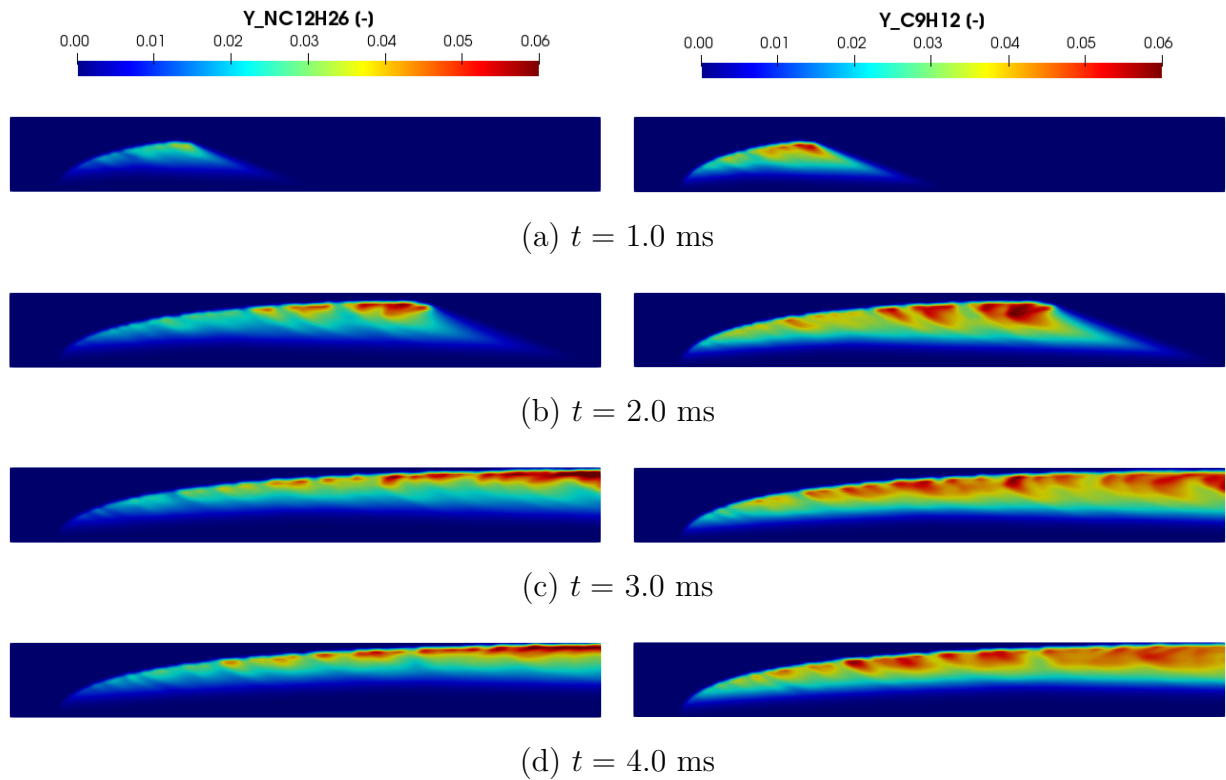 Y_NC12H26 (-)
0.00 0.01 0.02 0.03 0.04 0.05 0.06
Y_C9H12 (-)
0.00 0.01 0.02 0.03 0.04 0.05 0.06
(a) t = 1.0 ms
(b) t = 2.0 ms
(c) t = 3.0 ms
(d) t = 4.0 ms